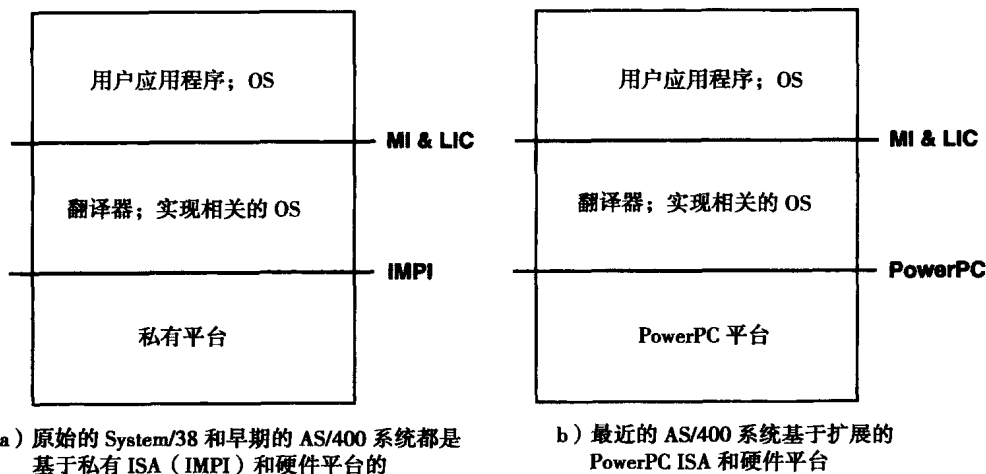 用户应用程序；OS
MI & LIC
翻译器；实现相关的 OS
IMPI
私有平台
a）原始的 System/38 和早期的 AS/400 系统都是
基于私有 ISA（IMPI）和硬件平台的
用户应用程序；OS
MI & LIC
翻译器；实现相关的 OS
PowerPC
PowerPC 平台
b）最近的 AS/400 系统基于扩展的
PowerPC ISA 和硬件平台